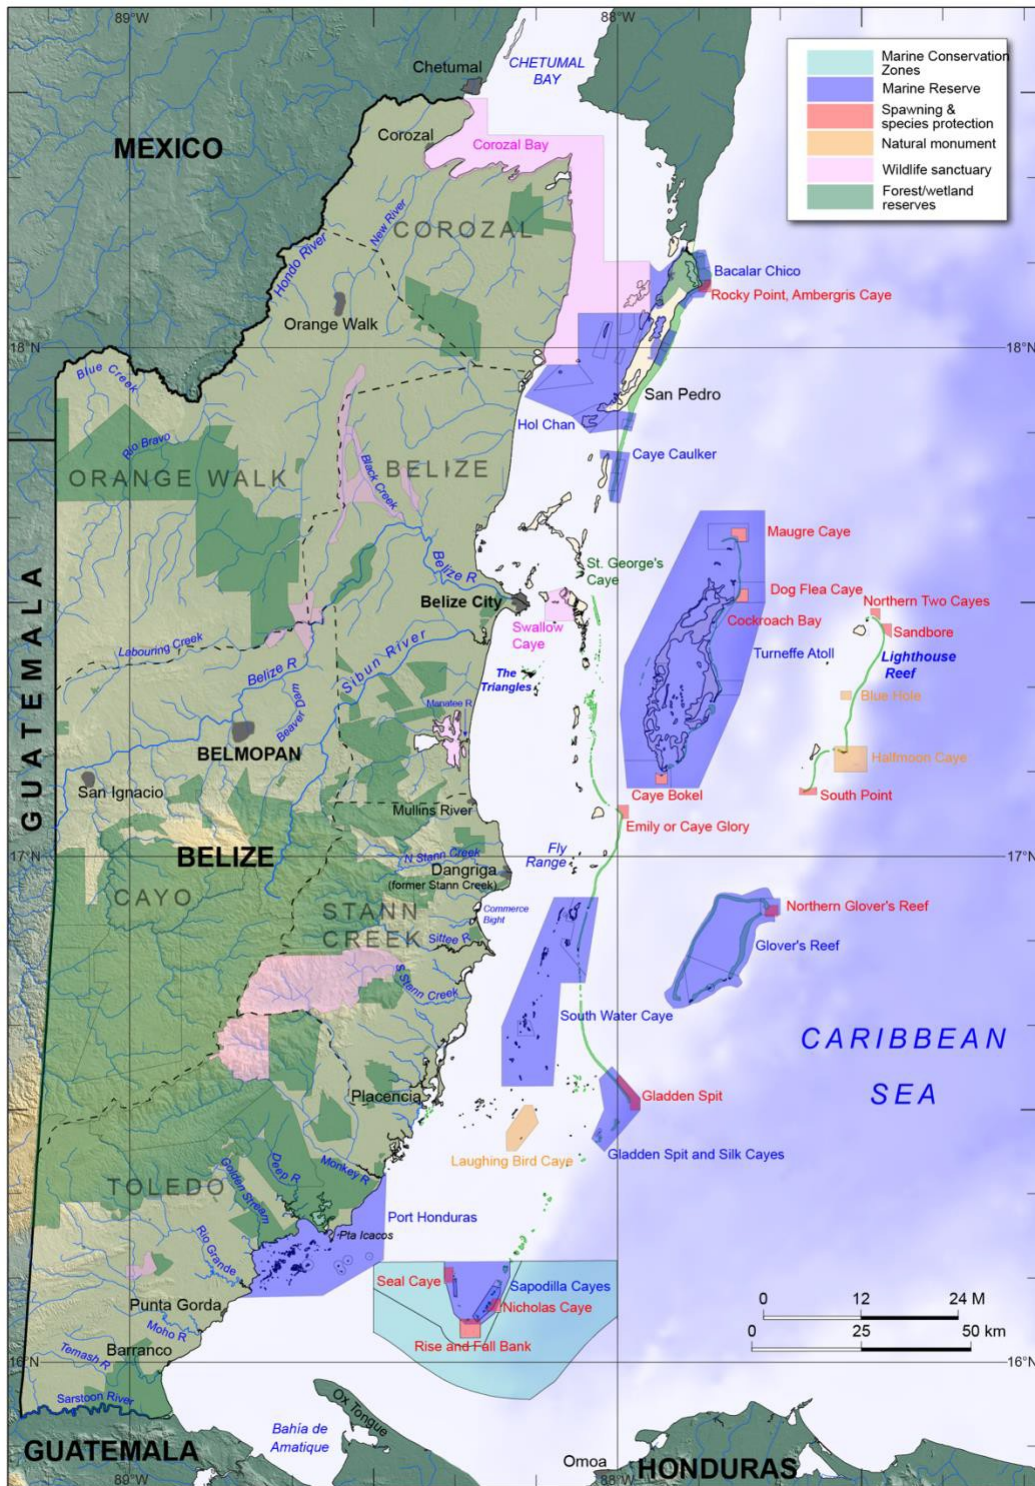 89°W
88°W
Chetumal
CHETUMAL
BAY
Marine Conservation
Zones
Marine Reserve
Spawning &
species protection
Natural monument
Wildlife sanctuary
Forest/wetland
reserves
MEXICO
Corozal
Corozal Bay
New River
COROZAL
Hondo River
Bacalar Chico
Rocky Point, Ambergris Caye
Orange Walk
18°N
18°N
Blue Creek
San Pedro
Hol Chan
Rio Bravo
Caye Caulker
ORANGE WALK
BELIZE
Black Creek
Maugre Caye
Belize R
St. George's
Caye
Dog Flea Caye
Belize City
Northern Two Cayes
Cockroach Bay
Swallow
Caye
Sandbore
Labouring Creek
Sibun River
Turneffe Atoll
Lighthouse
Reef
Belize R
The
Triangles
Beaver Dam
Blue Hole
Manatee R
BELMOPAN
Halfmoon Caye
GUATEMALA
San Ignacio
Caye Bokel
South Point
Mullins River
Emily or Caye Glory
BELIZE
N Stann Creek
Fly
Range
17°N
17°N
Dangriga
(former Stann Creek)
CAYO
STANN
CREEK
Commerce
Bight
Northern Glover's Reef
Sittee R
Glover's Reef
S Stann Creek
South Water Caye
CARIBBEAN
SEA
Placencia
Gladden Spit
Laughing Bird Caye
Gladden Spit and Silk Cayes
Monkey R
Deep R
Golden Stream
TOLEDO
Port Honduras
Pta Icacos
Rio Grande
Seal Caye
Sapodilla Cayes
Punta Gorda
Nicholas Caye
0 12 24 M
Moho R
Rise and Fall Bank
0 25 50 km
Barranco
16°N
16°N
Temash R
Sarstoon River
Ox Tongue
Bahía de
Amatique
GUATEMALA
Omoa
HONDURAS
89°W
88°W